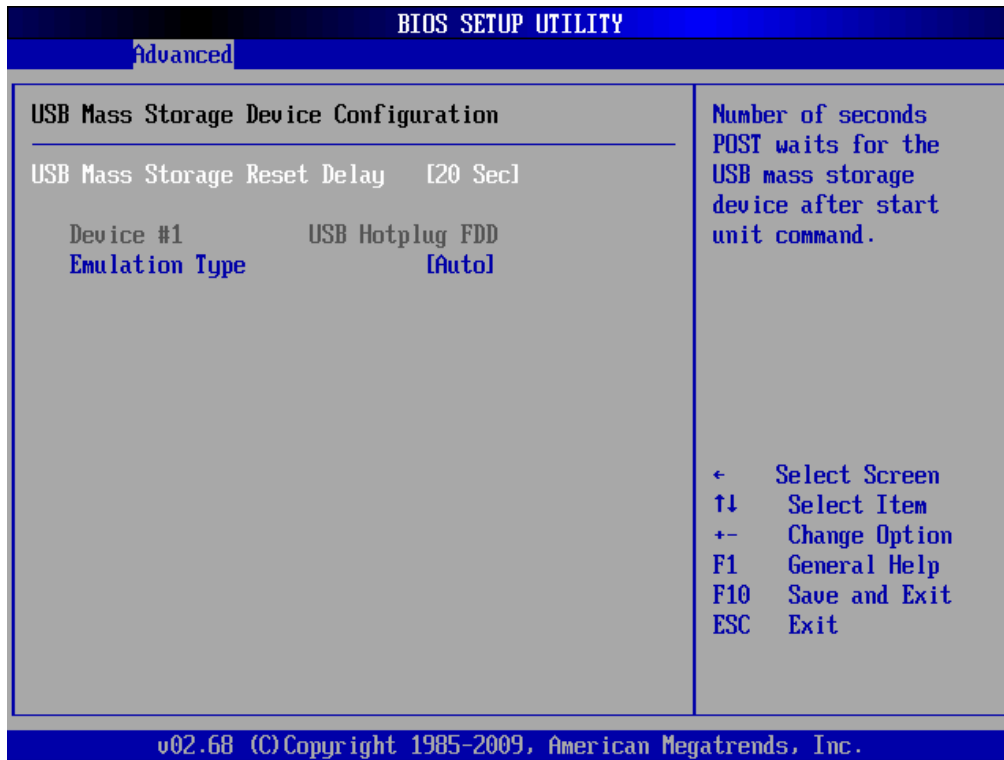 BIOS SETUP UTILITY
Advanced
USB Mass Storage Device Configuration
USB Mass Storage Reset Delay [20 Sec]
Device #1 USB Hotplug FDD
Emulation Type [Auto]
Number of seconds
POST waits for the
USB mass storage
device after start
unit command.
← Select Screen
↑↓ Select Item
+- Change Option
F1 General Help
F10 Save and Exit
ESC Exit
v02.68 (C)Copyright 1985-2009, American Megatrends, Inc.